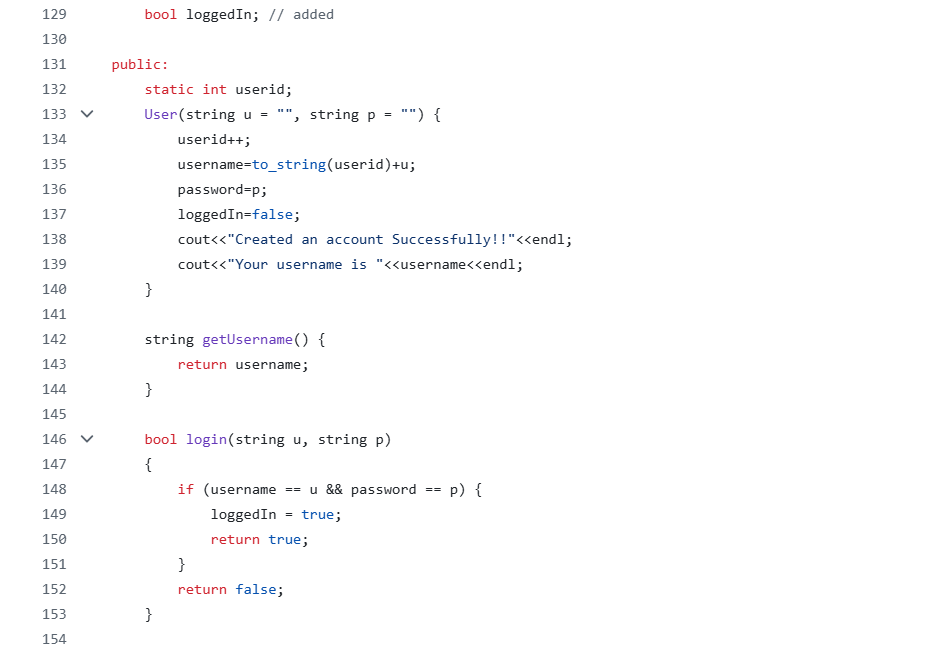 129 bool loggedIn; // added
130
131 public:
132 static int userid;
133 User(string u = "", string p = "") {
134 userid++;
135 username=to_string(userid)+u;
136 password=p;
137 loggedIn=false;
138 cout<<"Created an account Successfully!!"<<endl;
139 cout<<"Your username is "<<username<<endl;
140 }
141
142 string getUsername() {
143 return username;
144 }
145
146 bool login(string u, string p)
147 {
148 if (username == u && password == p) {
149 loggedIn = true;
150 return true;
151 }
152 return false;
153 }
154